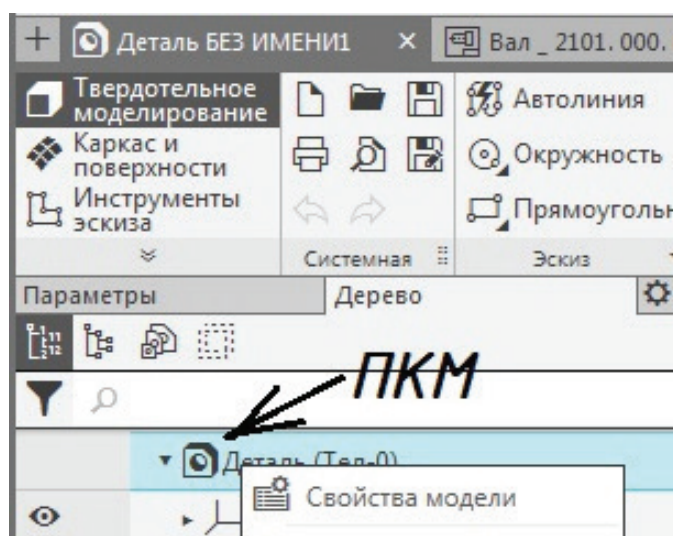 Деталь БЕЗ ИМЕНИ1 × Вал _ 2101. 000.
Твердотельное
моделирование
Автолиния
Каркас и
поверхности
Окружность
Инструменты
эскиза
Прямоуголь
Системная
Эскиз
Параметры
Дерево
ПКМ
Деталь (Тел-0)
Свойства модели